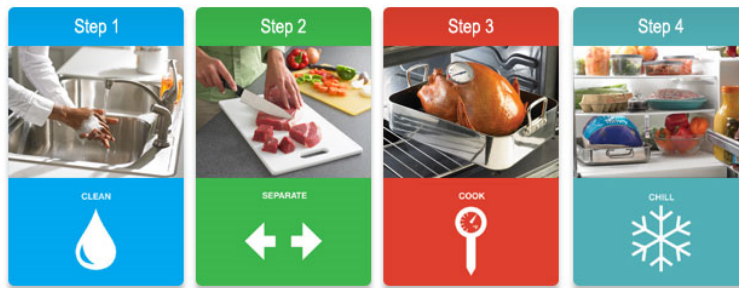 Step 1
CLEAN
Step 2
SEPARATE
Step 3
COOK
Step 4
CHILL